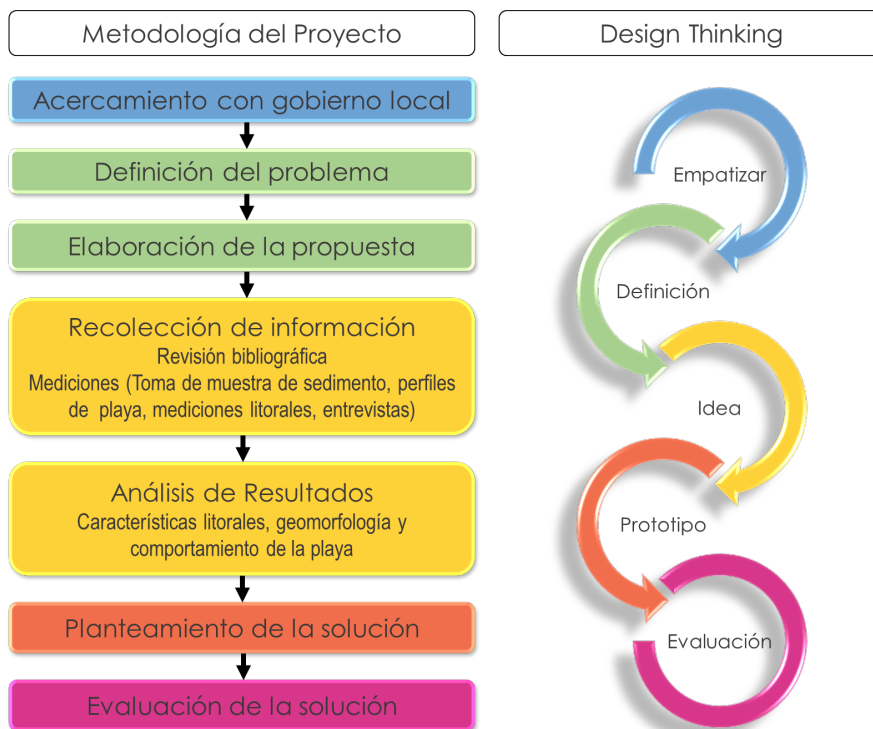 Metodología del Proyecto
Acercamiento con gobierno local
Definición del problema
Elaboración de la propuesta
Recolección de información
Revisión bibliográfica
Mediciones (Toma de muestra de sedimento, perfiles
de playa, mediciones litorales, entrevistas)
Análisis de Resultados
Características litorales, geomorfología y
comportamiento de la playa
Planteamiento de la solución
Evaluación de la solución
Design Thinking
Empatizar
Definición
Idea
Prototipo
Evaluación